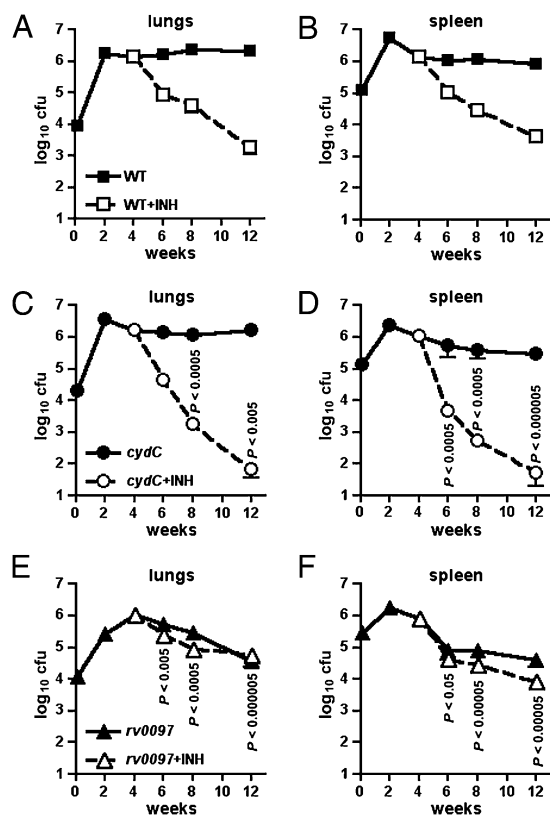 A
lungs
log10 cfu
7
6
5
4
3
2
1
WT
WT+INH
0 2 4 6 8 10 12
weeks
B
spleen
log10 cfu
7
6
5
4
3
2
1
0 2 4 6 8 10 12
weeks
C
lungs
log10 cfu
7
6
5
4
3
2
1
P < 0.0005
P < 0.005
cydC
cydC+INH
0 2 4 6 8 10 12
weeks
D
spleen
log10 cfu
7
6
5
4
3
2
1
P < 0.0005
P < 0.0005
P < 0.000005
0 2 4 6 8 10 12
weeks
E
lungs
log10 cfu
7
6
5
4
3
2
1
P < 0.005
P < 0.0005
P < 0.000005
rv0097
rv0097+INH
0 2 4 6 8 10 12
weeks
F
spleen
log10 cfu
7
6
5
4
3
2
1
P < 0.05
P < 0.00005
P < 0.00005
0 2 4 6 8 10 12
weeks